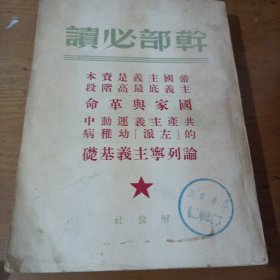 幹部必讀
帝國主義是資本
主義底最高階段
國家與革命
共產主義運動中
的「左派」幼稚病
論列寧主義基礎
解放社